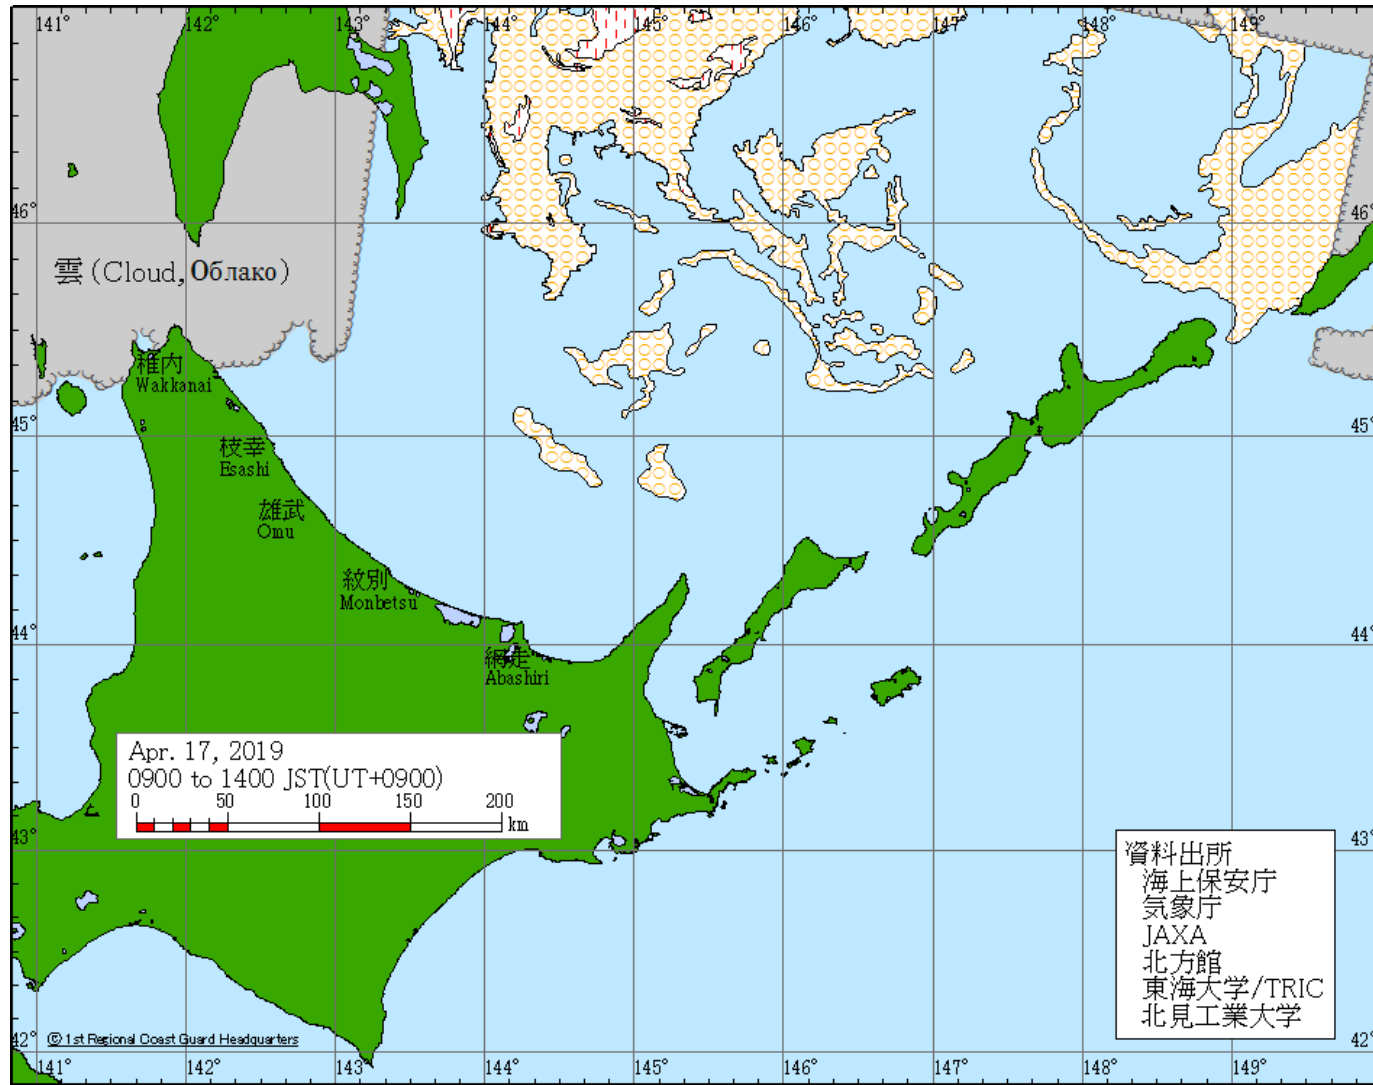 141° 142° 143° 144° 145° 146° 147° 148° 149°
46° 46°
雲 (Cloud, Облако)
稚内
Wakkanai
45° 45°
枝幸
Esashi
雄武
Omu
紋別
Monbetsu
44° 44°
網走
Abashiri
Apr. 17, 2019
0900 to 1400 JST(UT+0900)
0 50 100 150 200
km
43° 43°
資料出所
海上保安庁
気象庁
JAXA
北方館
東海大学/TRIC
北見工業大学
42° 42°
© 1st Regional Coast Guard Headquarters
141° 142° 143° 144° 145° 146° 147° 148° 149°